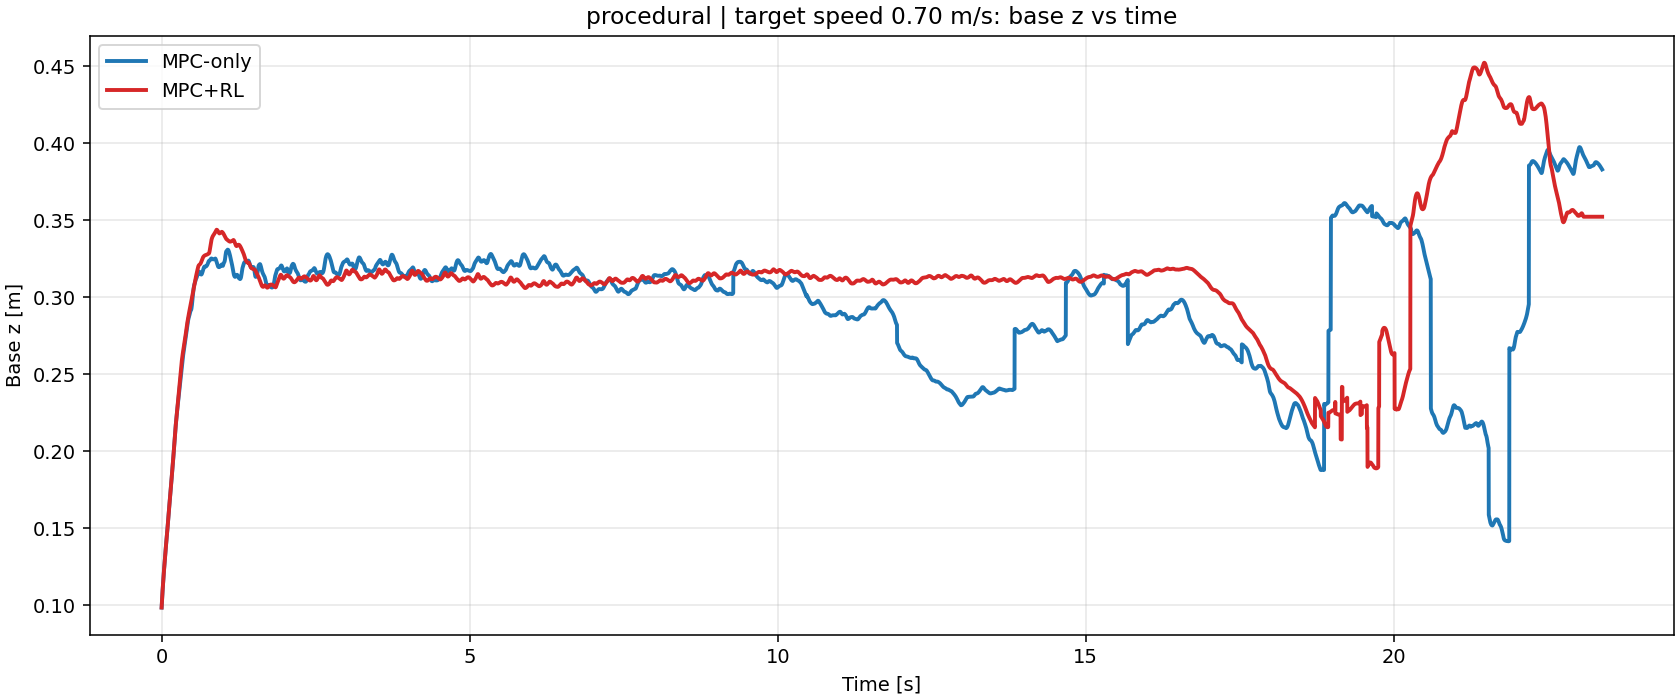 procedural | target speed 0.70 m/s: base z vs time
MPC-only
MPC+RL
Base z [m]
0.45
0.40
0.35
0.30
0.25
0.20
0.15
0.10
0
5
10
15
20
Time [s]